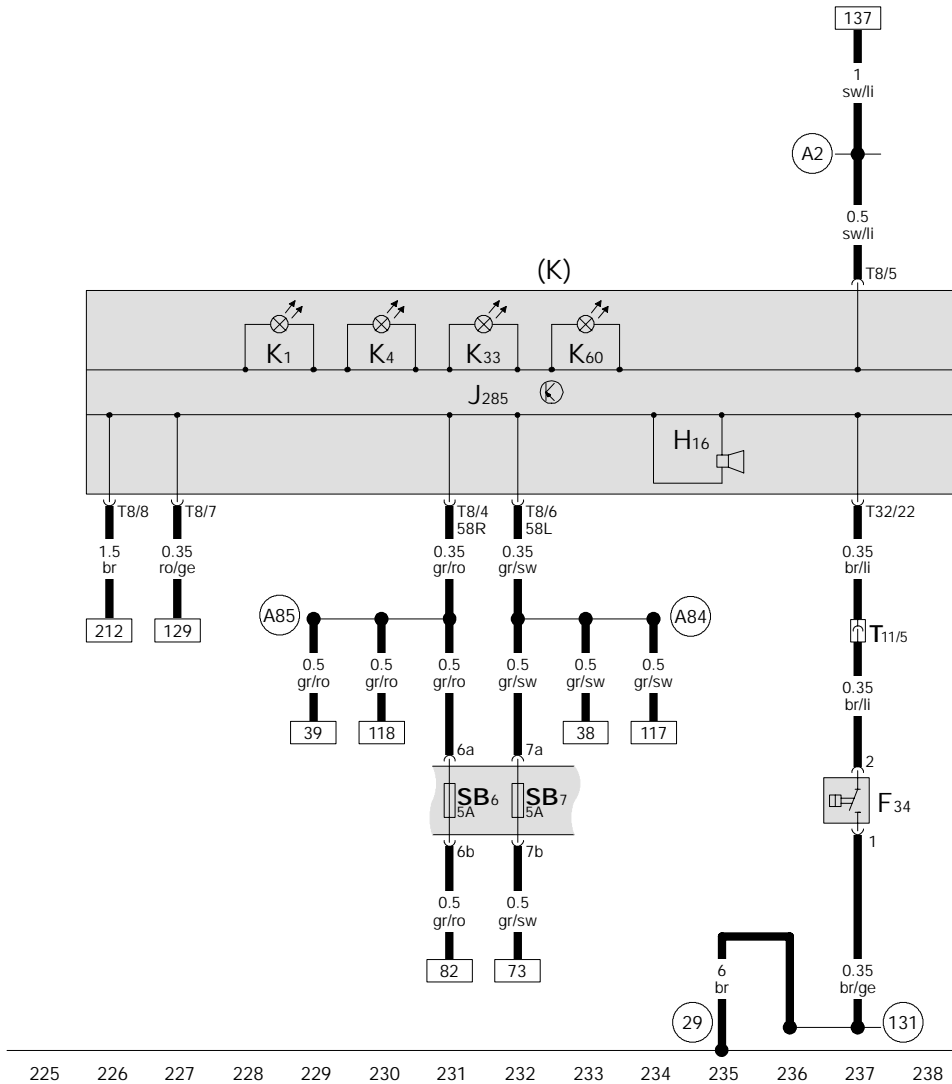 137
1
sw/li
A2
0.5
sw/li
(K)
T8/5
K1 K4 K33 K60
J285
H16
T8/8 T8/7 T8/4 T8/6 T32/22
58R 58L
1.5 0.35 0.35 0.35 0.35
br ro/ge gr/ro gr/sw br/li
A85 A84
212 129 T11/5
0.5 0.5 0.5 0.5 0.5 0.5 0.35
gr/ro gr/ro gr/ro gr/sw gr/sw gr/sw br/li
39 118 38 117
6a 7a 2
SB6 SB7 F34
5A 5A
6b 7b 1
0.5 0.5
gr/ro gr/sw
82 73 6 0.35
br br/ge
29 131
225 226 227 228 229 230 231 232 233 234 235 236 237 238